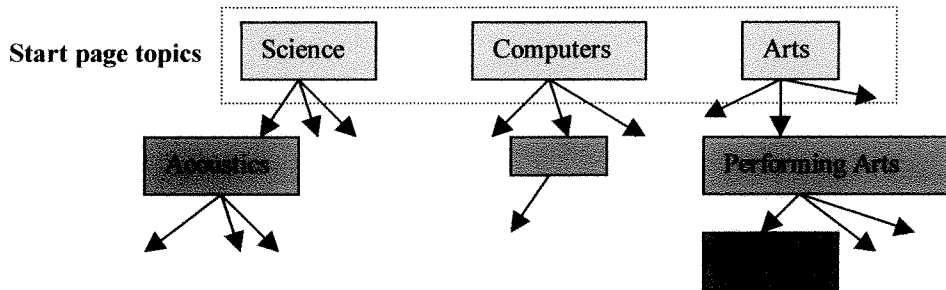 Start page topics
Science
Computers
Arts
Acoustics
Performing Arts